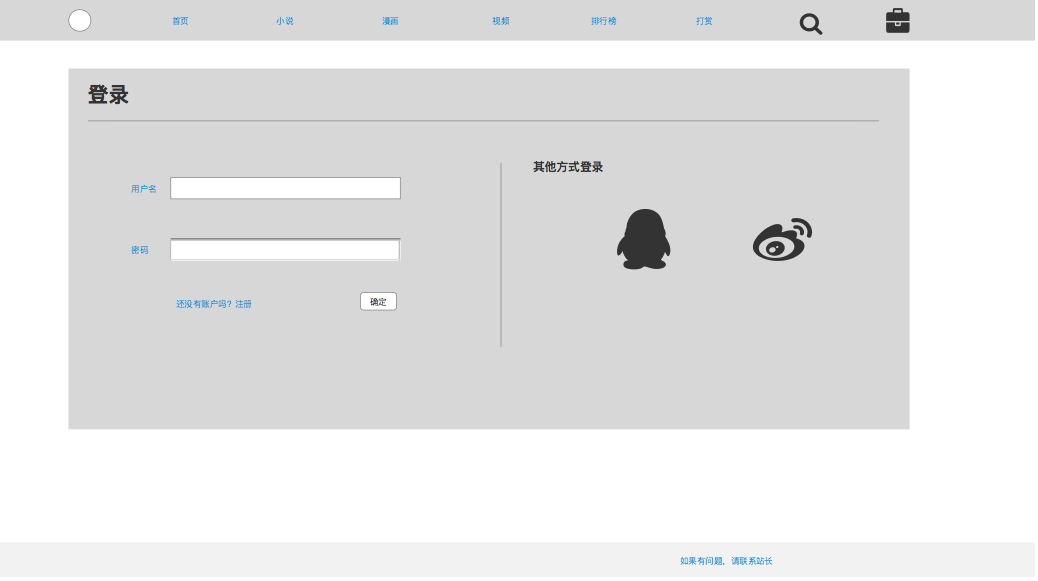 首页 小说 漫画 视频 排行榜 打赏
登录
其他方式登录
用户名
密码
还没有账户吗？注册
确定
如果有问题，请联系站长